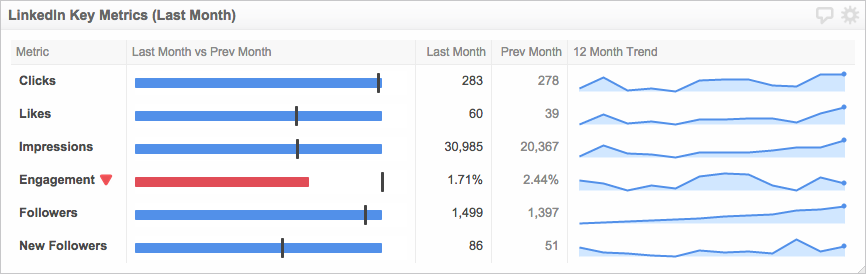 LinkedIn Key Metrics (Last Month)
Metric Last Month vs Prev Month Last Month Prev Month 12 Month Trend
Clicks 283 278
Likes 60 39
Impressions 30,985 20,367
Engagement 1.71% 2.44%
Followers 1,499 1,397
New Followers 86 51